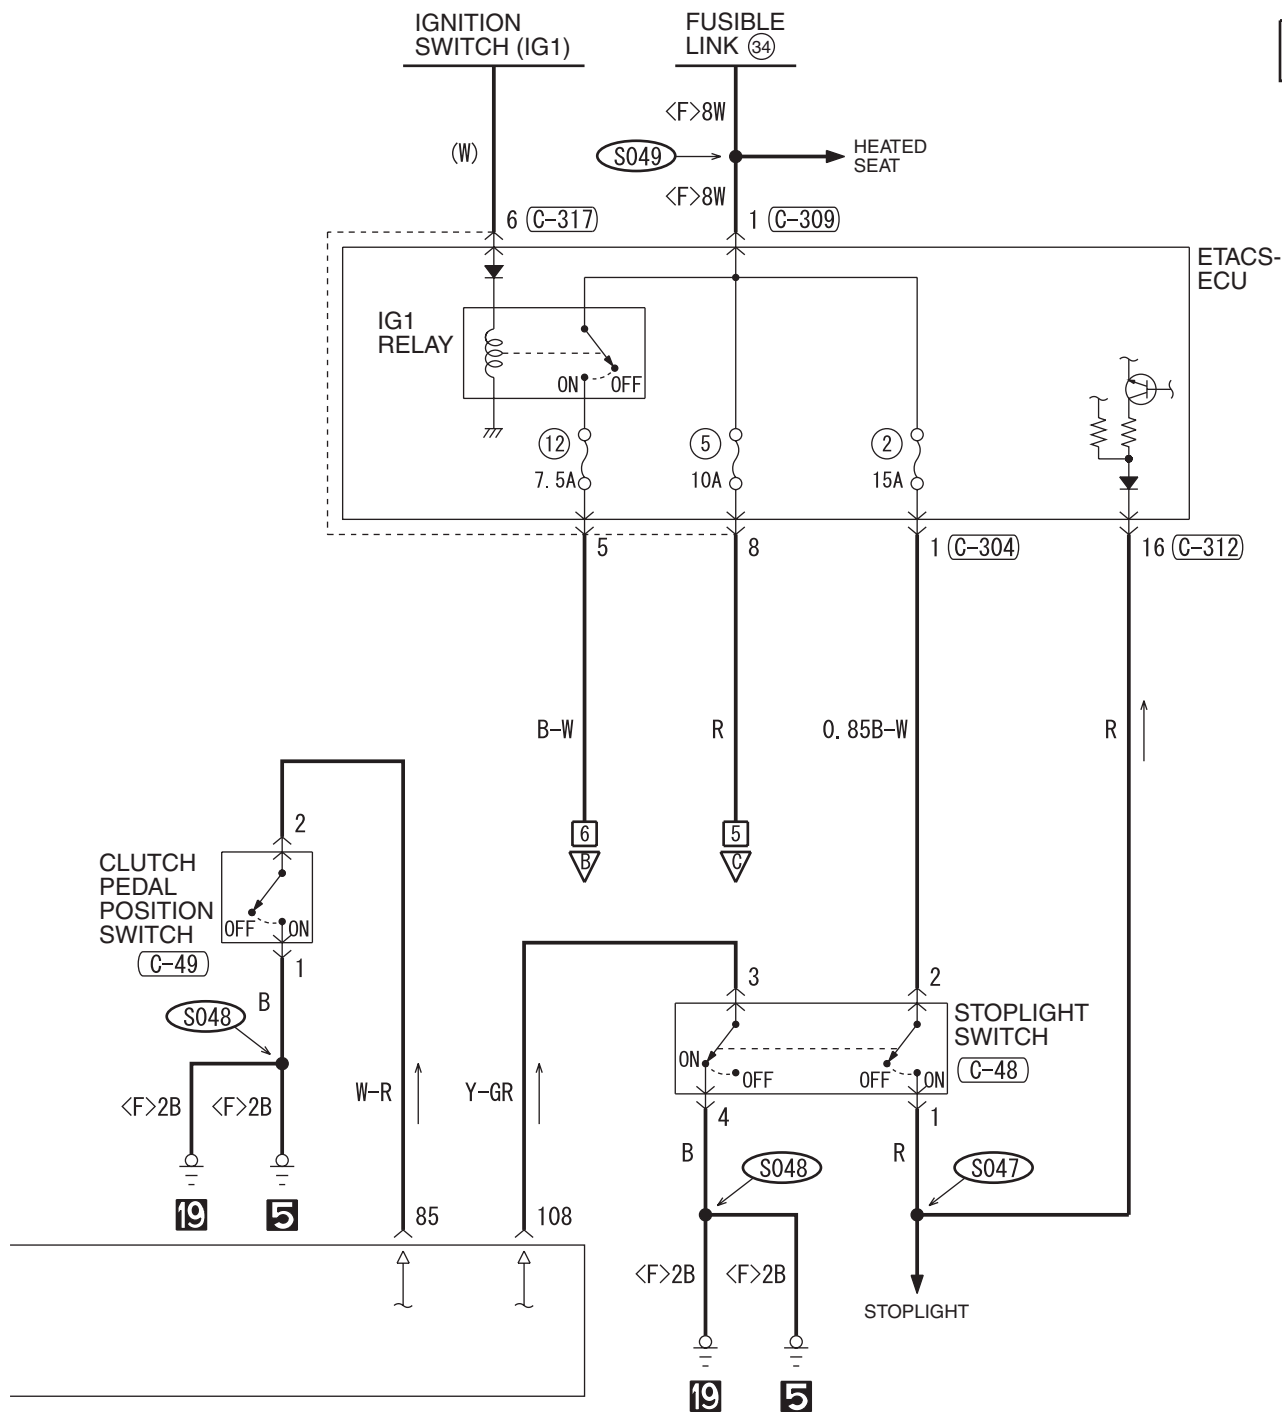 IGNITION
SWITCH (IG1)
FUSIBLE
LINK 34
<F>8W
(W)
S049
HEATED
SEAT
<F>8W
6 C-317
1 C-309
ETACS-
ECU
IG1
RELAY
ON OFF
12
7.5A
5
10A
2
15A
5
8
1 C-304
16 C-312
B-W
R
0.85B-W
R
6
B
5
C
2
CLUTCH
PEDAL
POSITION
SWITCH
OFF ON
C-49
1
B
S048
<F>2B
<F>2B
19
5
W-R
Y-GR
85
108
3
2
STOPLIGHT
SWITCH
C-48
ON
OFF
OFF
ON
4
1
B
S048
R
S047
<F>2B
<F>2B
STOPLIGHT
19
5